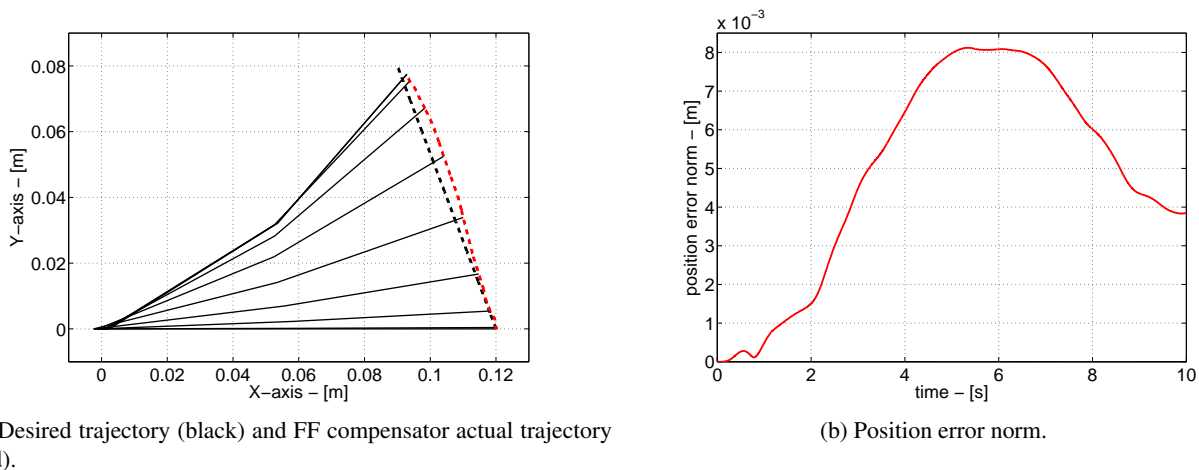 0.08
0.06
0.04
0.02
0
Y−axis − [m]
0 0.02 0.04 0.06 0.08 0.1 0.12
X−axis − [m]
x 10−3
8
7
6
5
4
3
2
1
0
position error norm − [m]
0 2 4 6 8 10
time − [s]
Desired trajectory (black) and FF compensator actual trajectory
).
(b) Position error norm.